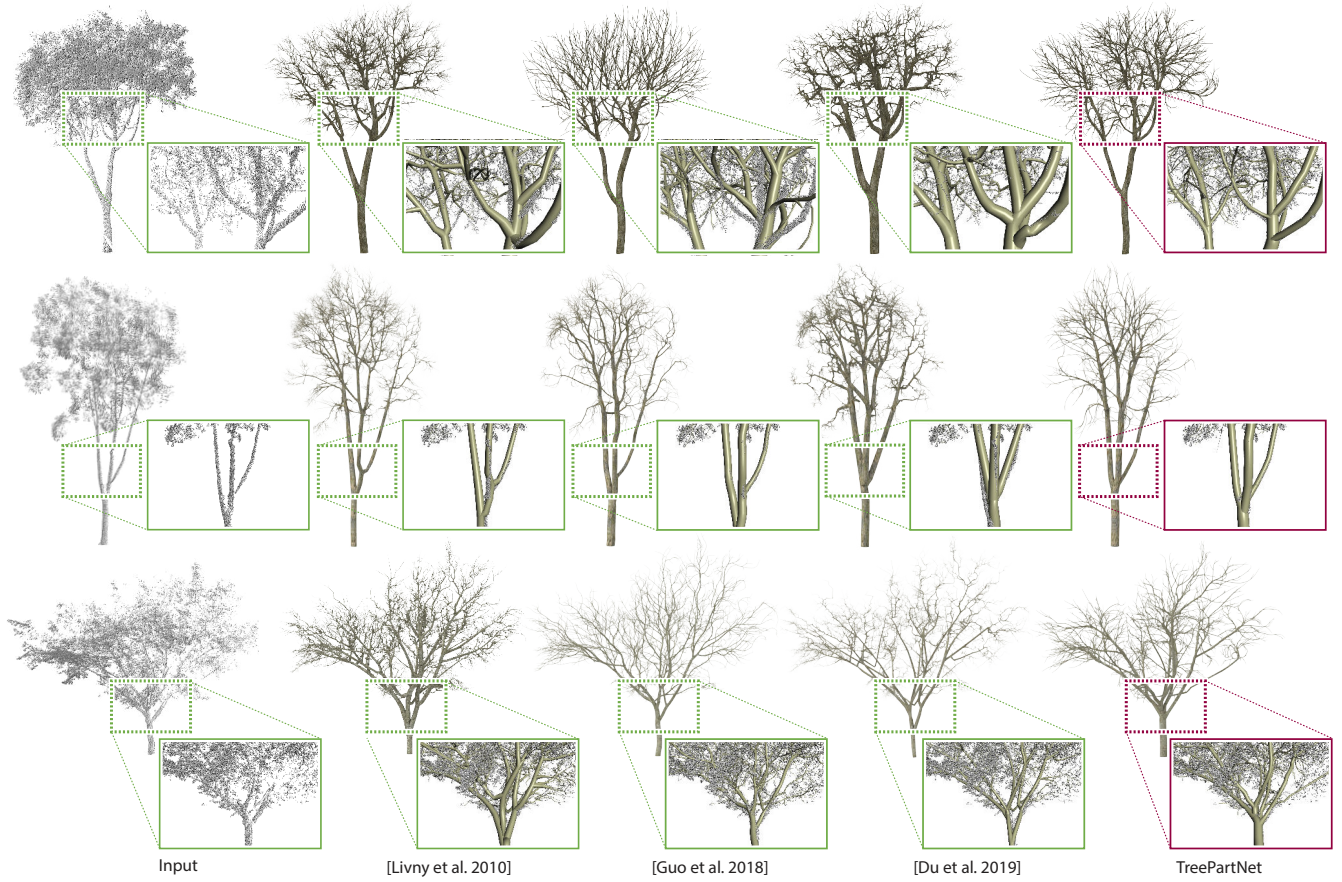 Input
[Livny et al. 2010]
[Guo et al. 2018]
[Du et al. 2019]
TreePartNet